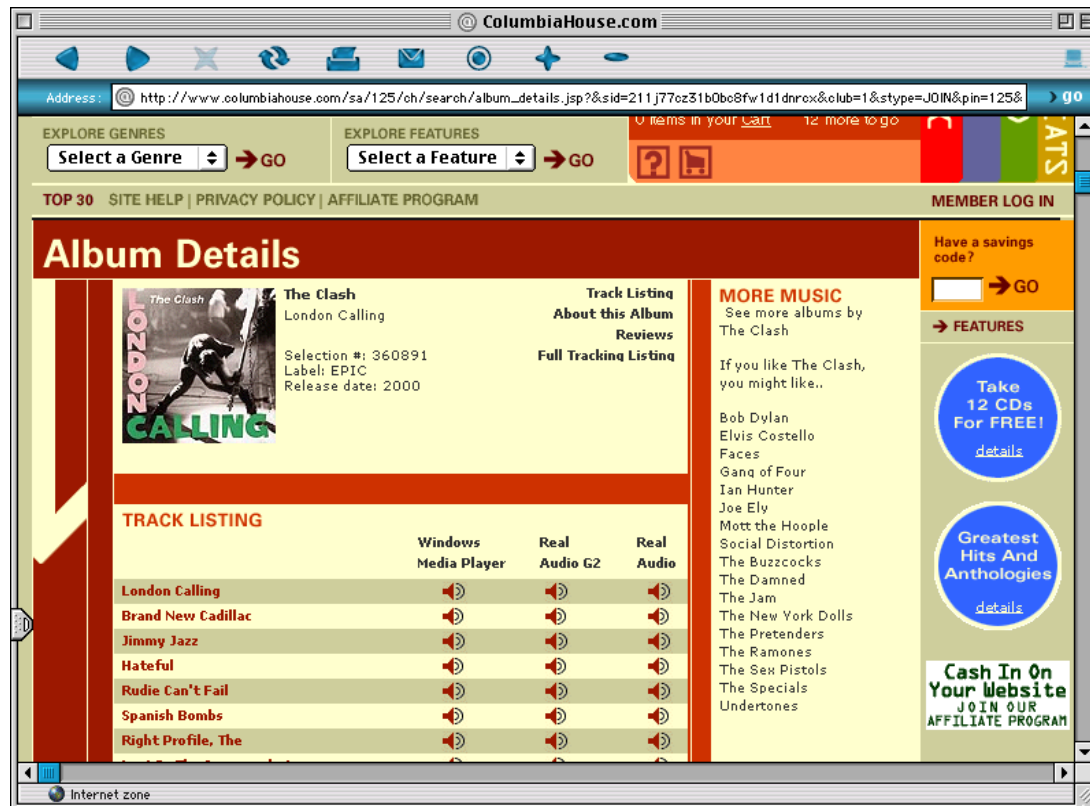 @ ColumbiaHouse.com
Address: @ http://www.columbiahouse.com/sa/125/ch/search/album_details.jsp?&sid=211j77cz31b0bc8fw1d1dnrcx&club=1&stype=JOIN&pin=125& go
EXPLORE GENRES
Select a Genre GO
EXPLORE FEATURES
Select a Feature GO
0 items in your Cart 12 more to go
?
CATS
TOP 30 SITE HELP | PRIVACY POLICY | AFFILIATE PROGRAM
MEMBER LOG IN
Album Details
The Clash
LONDON
CALLING
The Clash
London Calling
Selection #: 360891
Label: EPIC
Release date: 2000
Track Listing
About this Album
Reviews
Full Tracking Listing
TRACK LISTING
Windows Media Player
Real Audio G2
Real Audio
London Calling
Brand New Cadillac
Jimmy Jazz
Hateful
Rudie Can't Fail
Spanish Bombs
Right Profile, The
MORE MUSIC
See more albums by
The Clash
If you like The Clash,
you might like..
Bob Dylan
Elvis Costello
Faces
Gang of Four
Ian Hunter
Joe Ely
Mott the Hoople
Social Distortion
The Buzzcocks
The Damned
The Jam
The New York Dolls
The Pretenders
The Ramones
The Sex Pistols
The Specials
Undertones
Have a savings
code?
GO
FEATURES
Take
12 CDs
For FREE!
details
Greatest
Hits And
Anthologies
details
Cash In On
Your Website
JOIN OUR
AFFILIATE PROGRAM
Internet zone